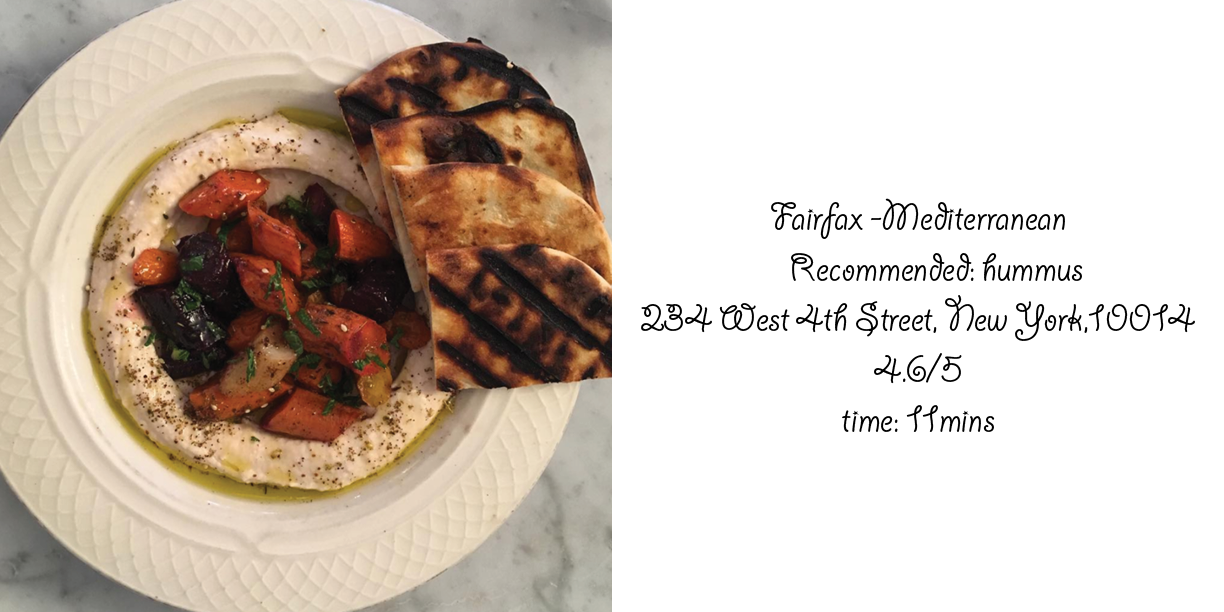 Fairfax -Mediterranean
Recommended: hummus
234 West 4th Street, New York,10014
4.6/5
time: 11mins